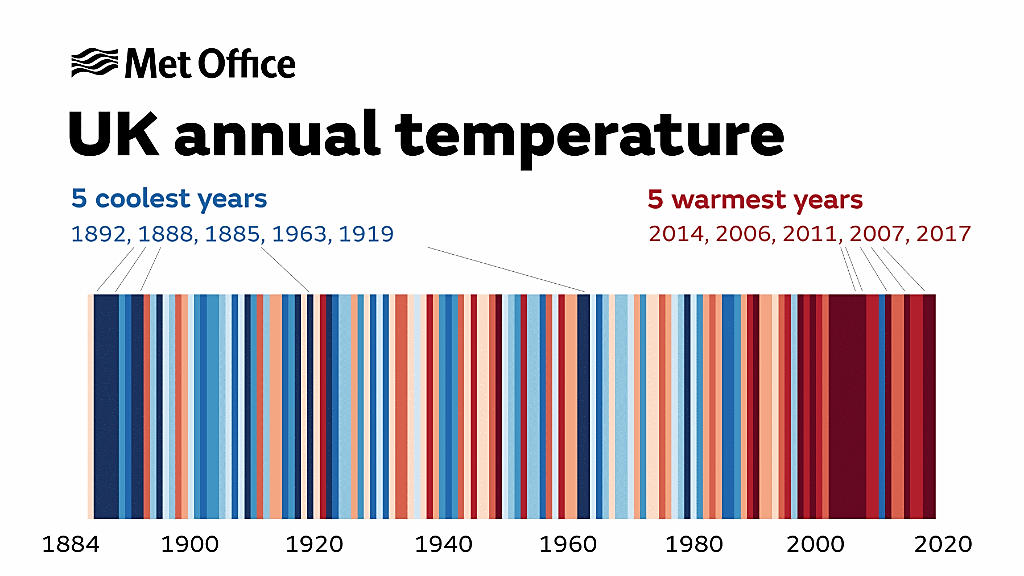 Met Office
UK annual temperature
5 coolest years
1892, 1888, 1885, 1963, 1919
5 warmest years
2014, 2006, 2011, 2007, 2017
1884 1900 1920 1940 1960 1980 2000 2020